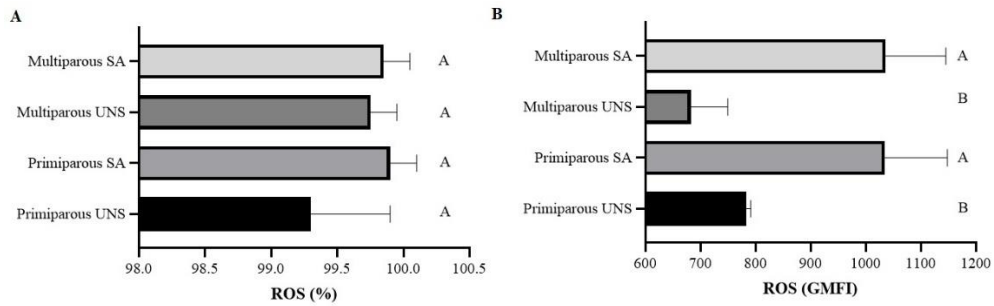 A
Multiparous SA
A
Multiparous UNS
A
Primiparous SA
A
Primiparous UNS
A
98.0 98.5 99.0 99.5 100.0 100.5
ROS (%)
B
Multiparous SA
A
Multiparous UNS
B
Primiparous SA
A
Primiparous UNS
B
600 700 800 900 1000 1100 1200
ROS (GMFI)